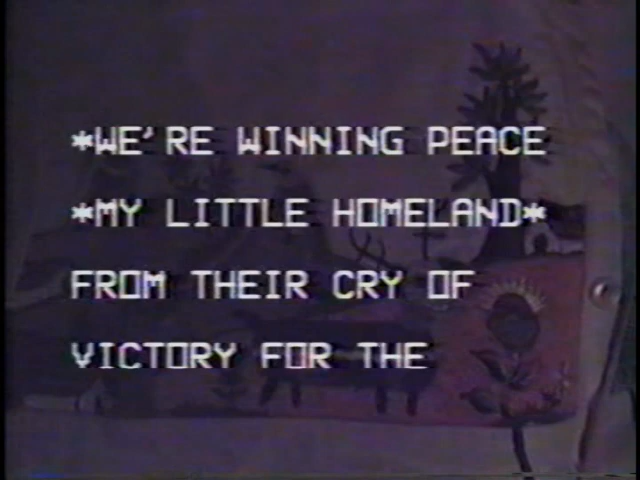 *WE'RE WINNING PEACE
*MY LITTLE HOMELAND*
FROM THEIR CRY OF
VICTORY FOR THE